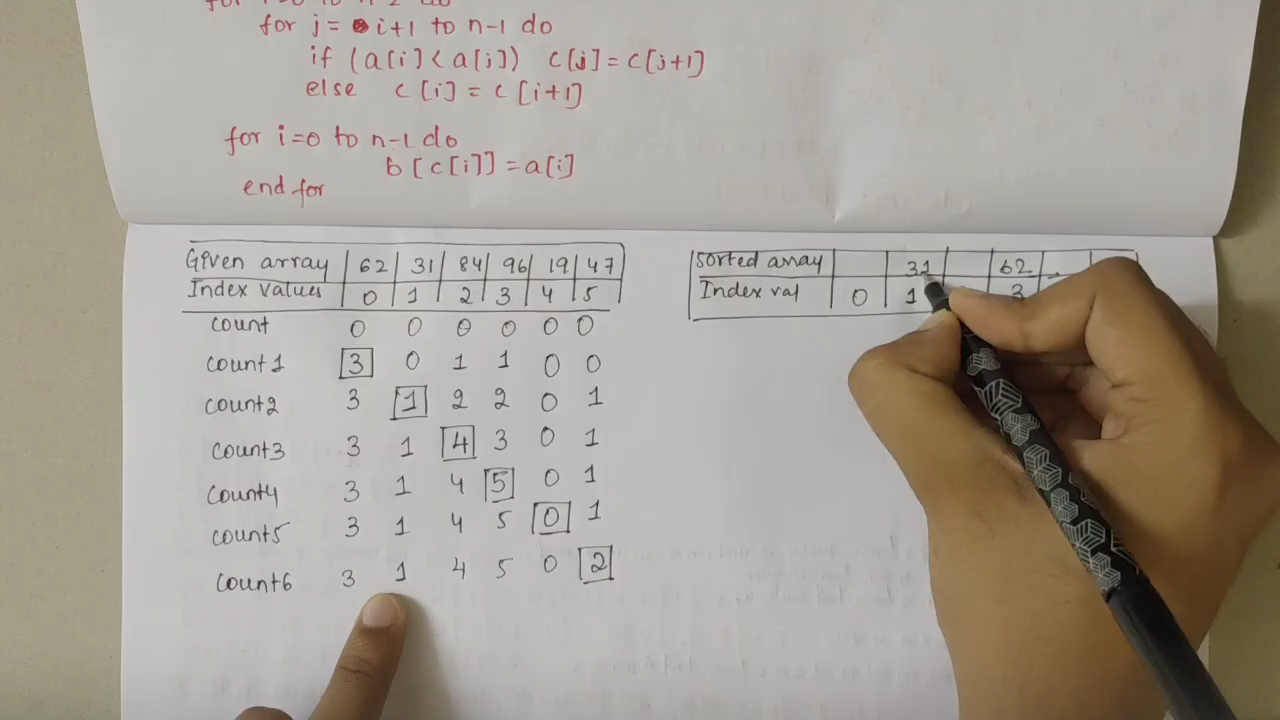 for j = i+1 to n-1 do
if (a[i] < a[j]) c[j] = c[j+1]
else c[i] = c[i+1]
for i=0 to n-1 do
b[c[i]] = a[i]
end for
Given array 62 31 84 96 19 47
Index values 0 1 2 3 4 5
count 0 0 0 0 0 0
count1 3 0 1 1 0 0
count2 3 1 2 2 0 1
count3 3 1 4 3 0 1
count4 3 1 4 5 0 1
count5 3 1 4 5 0 1
count6 3 1 4 5 0 2
Sorted array 31 62
Index val 0 1 3